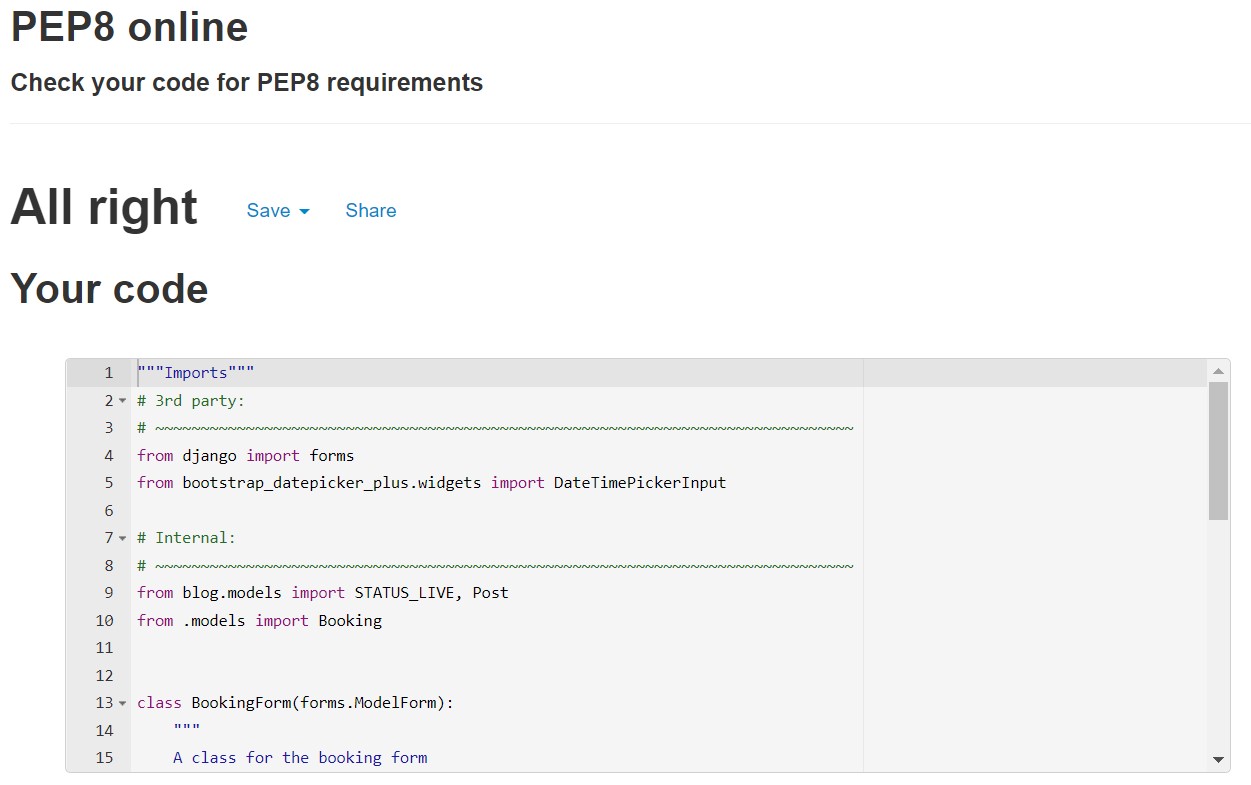 PEP8 online
Check your code for PEP8 requirements
All right Save Share
Your code
1 """Imports"""
2 # 3rd party:
3 # ~~~~~~~~~~~~~~~~~~~~~~~~~~~~~~~~~~~~~~~~~~~~~~~~~~~~~~~~~~~~~~~~~~~~~~~~~~~~~
4 from django import forms
5 from bootstrap_datepicker_plus.widgets import DateTimePickerInput
6
7 # Internal:
8 # ~~~~~~~~~~~~~~~~~~~~~~~~~~~~~~~~~~~~~~~~~~~~~~~~~~~~~~~~~~~~~~~~~~~~~~~~~~~~~
9 from blog.models import STATUS_LIVE, Post
10 from .models import Booking
11
12
13 class BookingForm(forms.ModelForm):
14     """
15     A class for the booking form